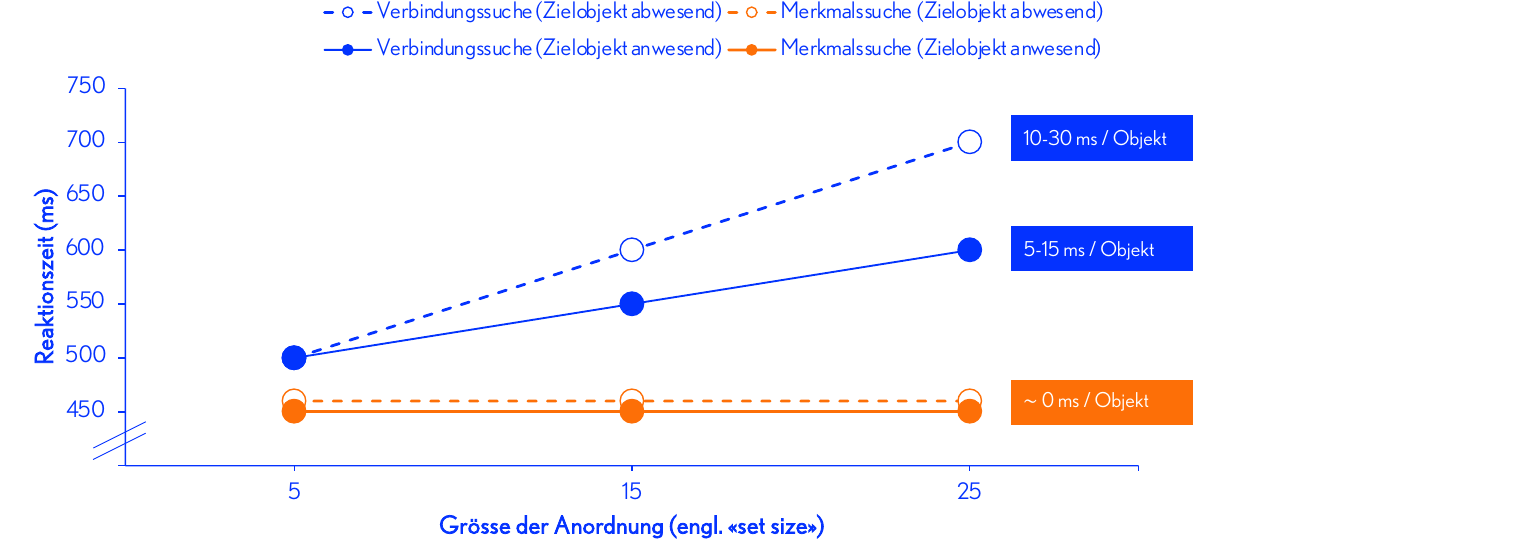 Verbindungssuche (Zielobjekt abwesend) Merkmalssuche (Zielobjekt abwesend)
Verbindungssuche (Zielobjekt anwesend) Merkmalssuche (Zielobjekt anwesend)
750
700
650
600
550
500
450
Reaktionszeit (ms)
10-30 ms / Objekt
5-15 ms / Objekt
~ 0 ms / Objekt
5 15 25
Grösse der Anordnung (engl. «set size»)